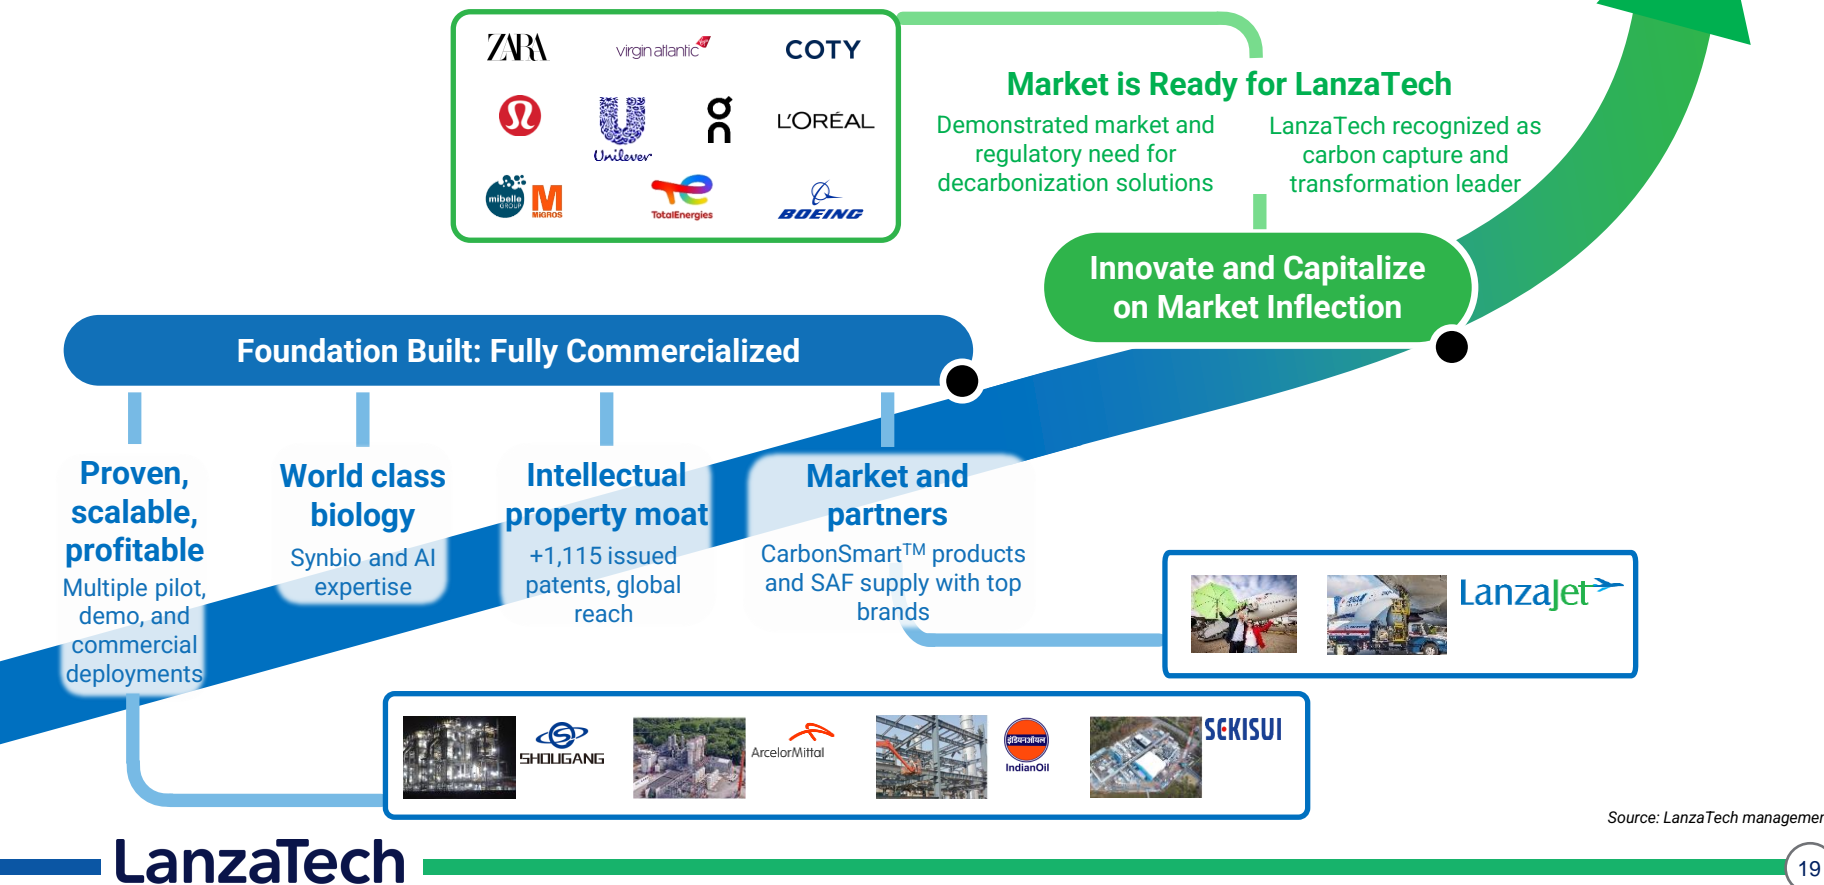 ZARA
virgin atlantic
COTY
Unilever
on
L'ORÉAL
mibelle
GROUP
M
MIGROS
TotalEnergies
BOEING
Market is Ready for LanzaTech
Demonstrated market and
regulatory need for
decarbonization solutions
LanzaTech recognized as
carbon capture and
transformation leader
Innovate and Capitalize
on Market Inflection
Foundation Built: Fully Commercialized
Proven,
scalable,
profitable
Multiple pilot,
demo, and
commercial
deployments
World class
biology
Synbio and AI
expertise
Intellectual
property moat
+1,115 issued
patents, global
reach
Market and
partners
CarbonSmart™ products
and SAF supply with top
brands
LanzaJet
SHOUGANG
ArcelorMittal
इंडियनऑयल
IndianOil
SEKISUI
Source: LanzaTech managemen
LanzaTech
19